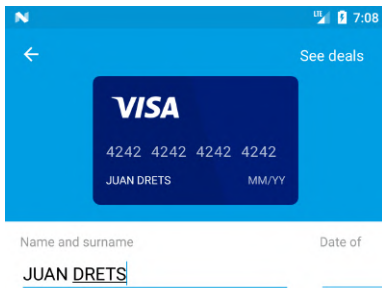 LTE 7:08
See deals
VISA
4242 4242 4242 4242
JUAN DRETS MM/YY
Name and surname Date of
JUAN DRETS